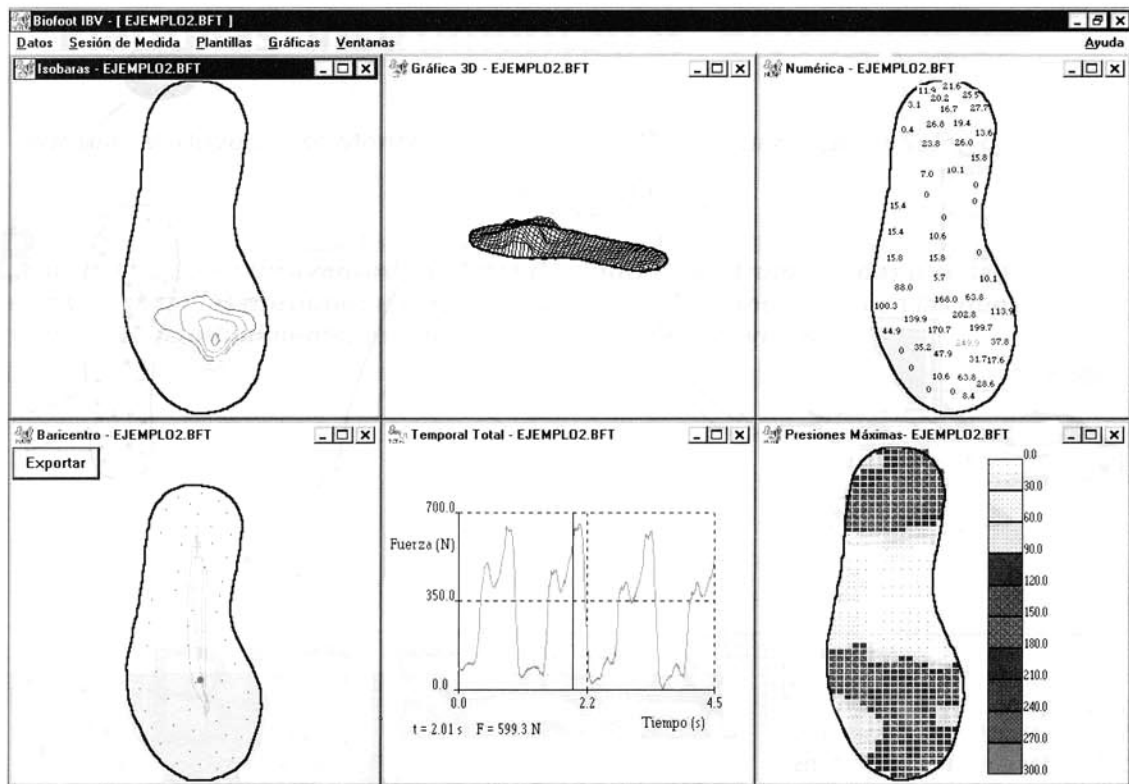 Biofoot IBV - [ EJEMPLO2.BFT ]
Datos Sesión de Medida Plantillas Gráficas Ventanas Ayuda
Isobaras - EJEMPLO2.BFT
Gráfica 3D - EJEMPLO2.BFT
Numérica - EJEMPLO2.BFT
11.9 21.6
20.2 25.5
3.1 16.7 27.7
26.8 19.4
0.4 13.6
23.8 26.0
15.8
7.0 10.1
0
0
15.4 0
0
15.4 10.6
0
15.8 15.8
5.7 10.1
88.0
168.0 63.8
100.3 202.8 113.9
139.9
44.9 170.7 199.7
249.9 37.8
0 35.2 47.9
31.7 17.6
0
10.6 63.8
28.6
0 0 8.4
Baricentro - EJEMPLO2.BFT
Exportar
Temporal Total - EJEMPLO2.BFT
700.0
Fuerza (N)
350.0
0.0
0.0 2.2 4.5
Tiempo (s)
t = 2.01 s F = 599.3 N
Presiones Máximas- EJEMPLO2.BFT
0.0
30.0
60.0
90.0
120.0
150.0
180.0
210.0
240.0
270.0
300.0